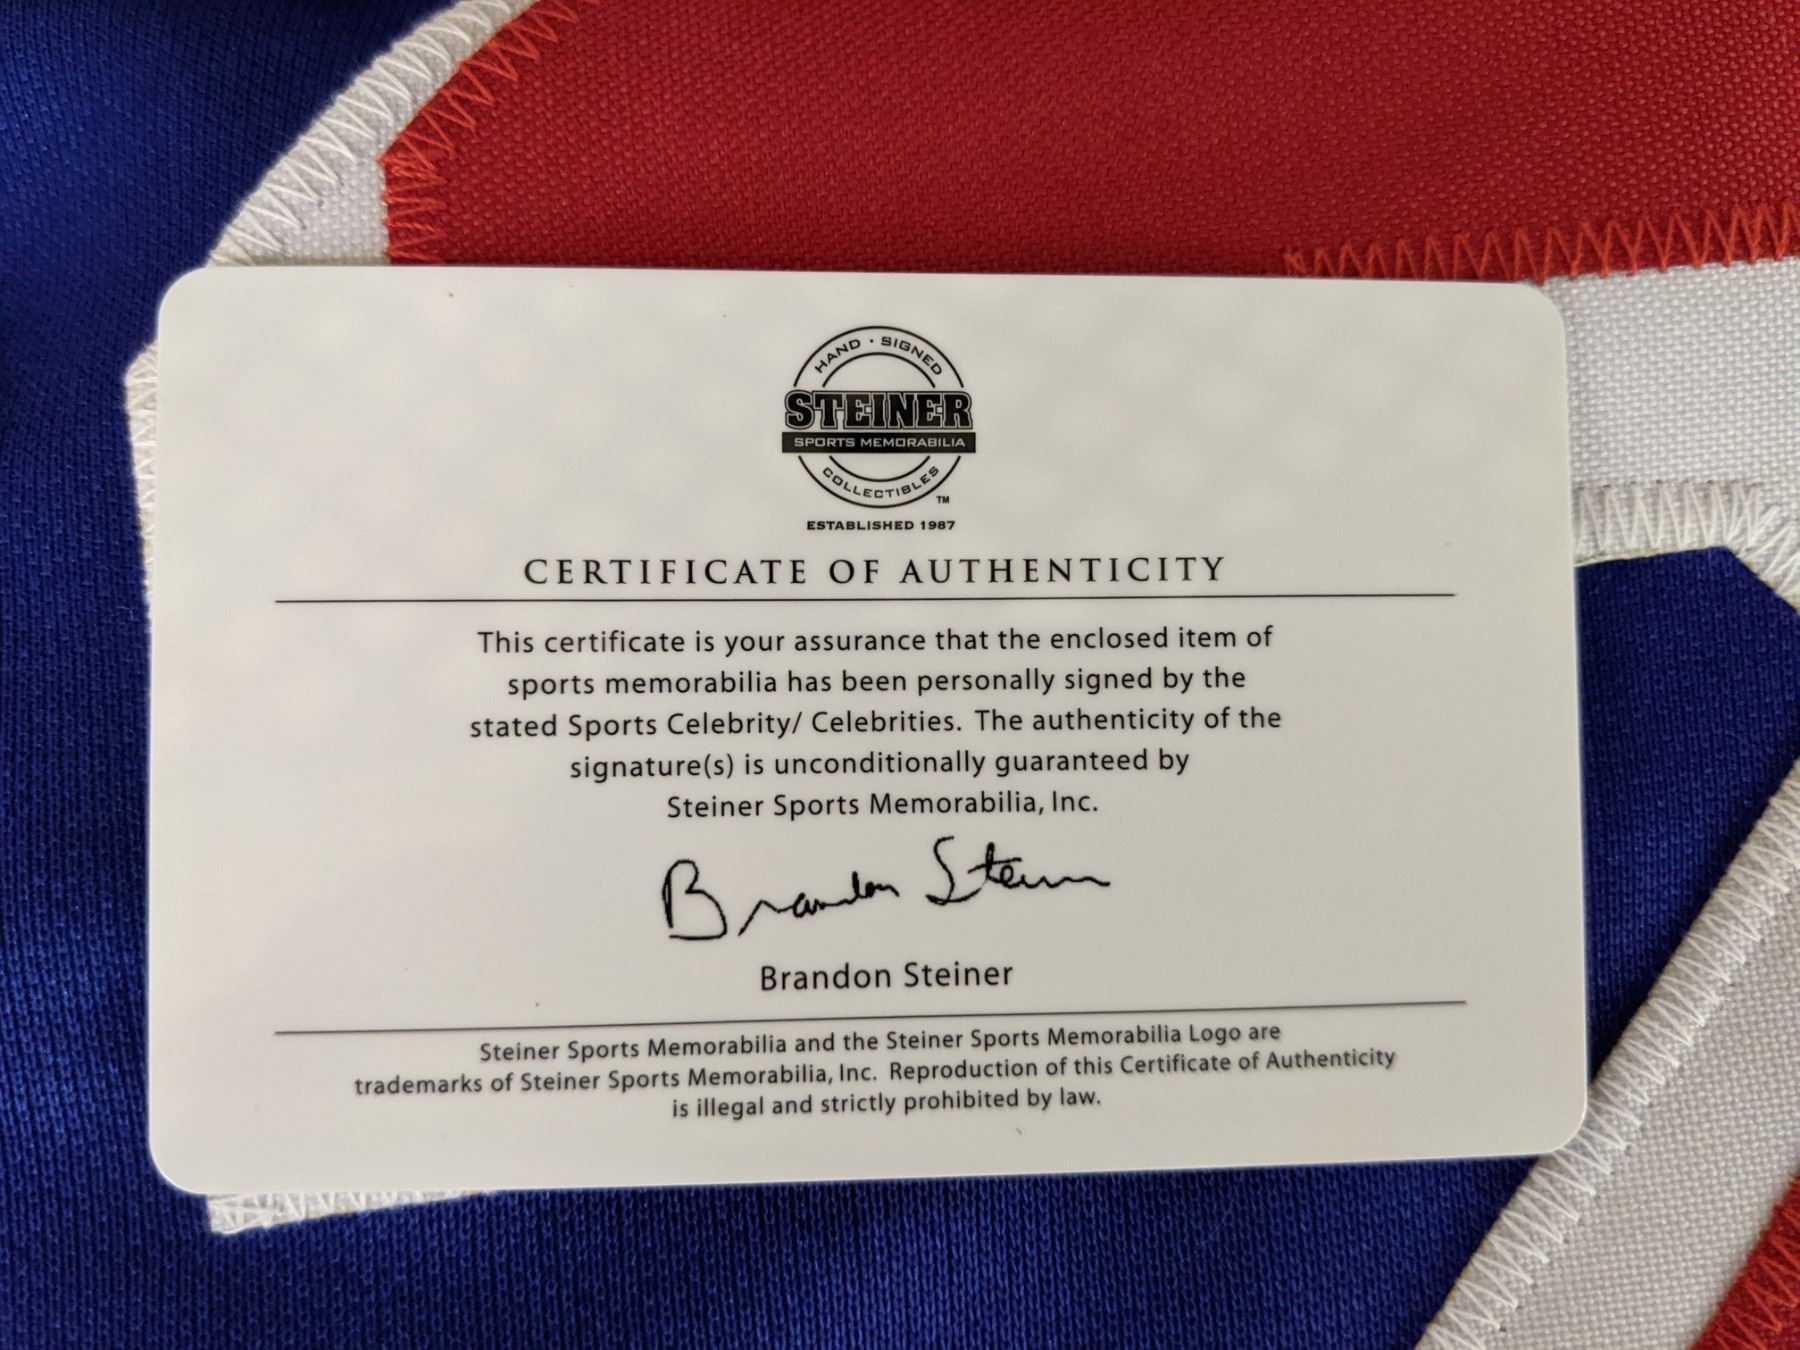 HAND · SIGNED
STEINER
SPORTS MEMORABILIA
COLLECTIBLES
TM
ESTABLISHED 1987
CERTIFICATE OF AUTHENTICITY
This certificate is your assurance that the enclosed item of
sports memorabilia has been personally signed by the
stated Sports Celebrity/ Celebrities. The authenticity of the
signature(s) is unconditionally guaranteed by
Steiner Sports Memorabilia, Inc.
Brandon Steiner
Brandon Steiner
Steiner Sports Memorabilia and the Steiner Sports Memorabilia Logo are
trademarks of Steiner Sports Memorabilia, Inc. Reproduction of this Certificate of Authenticity
is illegal and strictly prohibited by law.